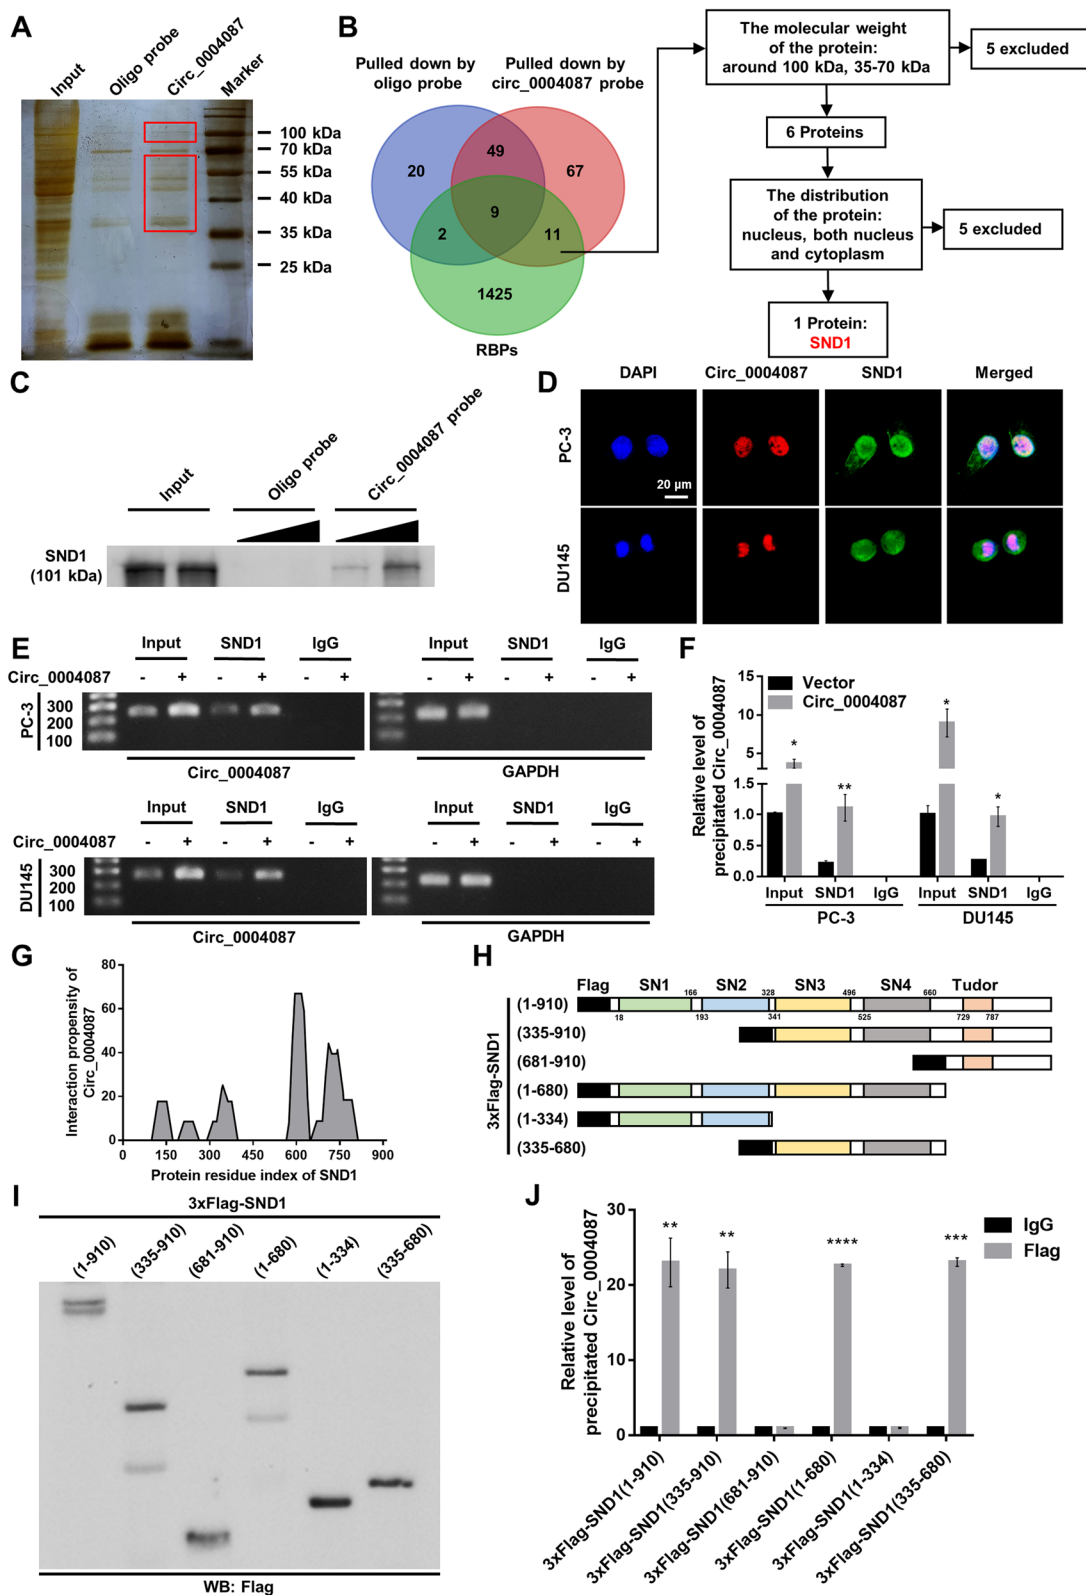 A
Input
Oligo probe
Circ_0004087
Marker
100 kDa
70 kDa
55 kDa
40 kDa
35 kDa
25 kDa
B
Pulled down by
oligo probe
Pulled down by
circ_0004087 probe
20
49
67
9
2
11
1425
RBPs
The molecular weight
of the protein:
around 100 kDa, 35-70 kDa
5 excluded
6 Proteins
The distribution
of the protein:
nucleus, both nucleus
and cytoplasm
5 excluded
1 Protein:
SND1
C
Input
Oligo probe
Circ_0004087 probe
SND1
(101 kDa)
D
DAPI
Circ_0004087
SND1
Merged
PC-3
20 µm
DU145
E
Input
SND1
IgG
Input
SND1
IgG
Circ_0004087
- + - + - + - + - + - +
PC-3
300
200
100
Circ_0004087
GAPDH
Input
SND1
IgG
Input
SND1
IgG
Circ_0004087
- + - + - + - + - + - +
DU145
300
200
100
Circ_0004087
GAPDH
F
Relative level of
precipitated Circ_0004087
15
10
5
1.5
1.0
0.5
0.0
Vector
Circ_0004087
*
**
*
*
Input
SND1
IgG
Input
SND1
IgG
PC-3
DU145
G
Interaction propensity of
Circ_0004087
80
60
40
20
0
0 150 300 450 600 750 900
Protein residue index of SND1
H
3xFlag-SND1
Flag
SN1
SN2
SN3
SN4
Tudor
166
328
496
660
(1-910)
18
193
341
525
729
787
(335-910)
(681-910)
(1-680)
(1-334)
(335-680)
I
3xFlag-SND1
(1-910)
(335-910)
(681-910)
(1-680)
(1-334)
(335-680)
WB: Flag
J
Relative level of
precipitated Circ_0004087
30
20
10
0
**
**
****
***
IgG
Flag
3xFlag-SND1(1-910)
3xFlag-SND1(335-910)
3xFlag-SND1(681-910)
3xFlag-SND1(1-680)
3xFlag-SND1(1-334)
3xFlag-SND1(335-680)